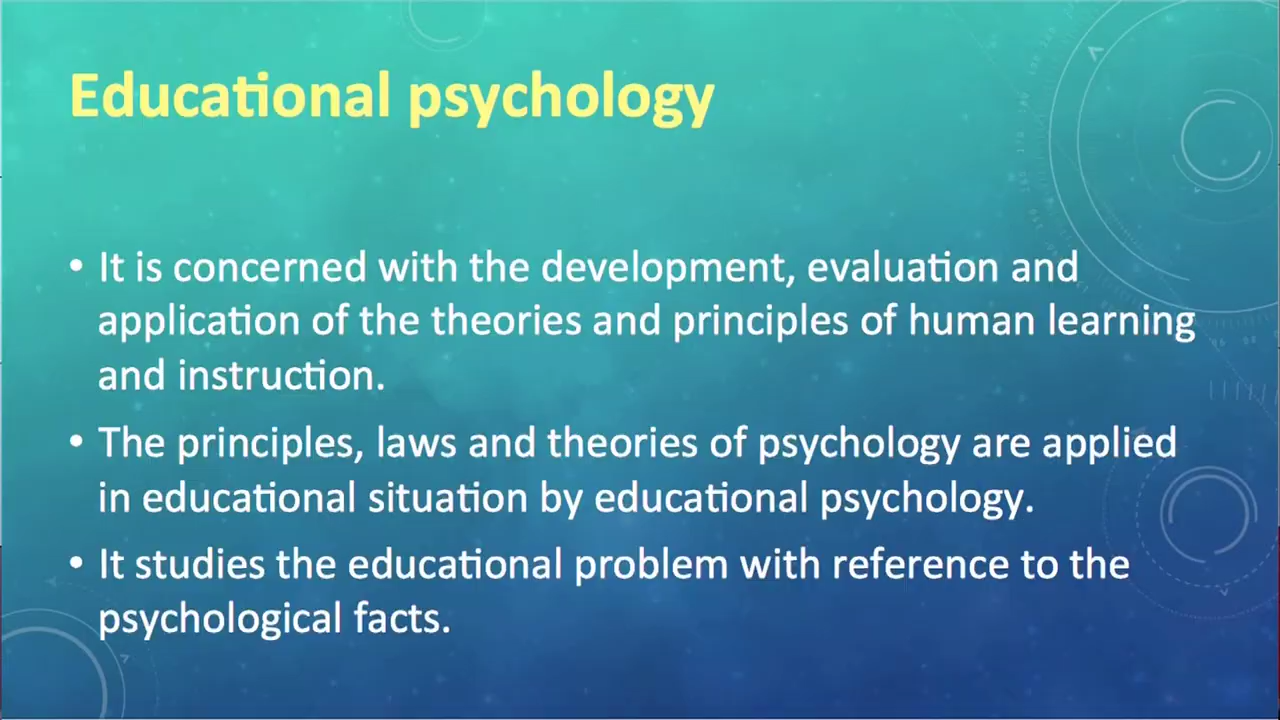 Educational psychology
• It is concerned with the development, evaluation and
application of the theories and principles of human learning
and instruction.
• The principles, laws and theories of psychology are applied
in educational situation by educational psychology.
• It studies the educational problem with reference to the
psychological facts.